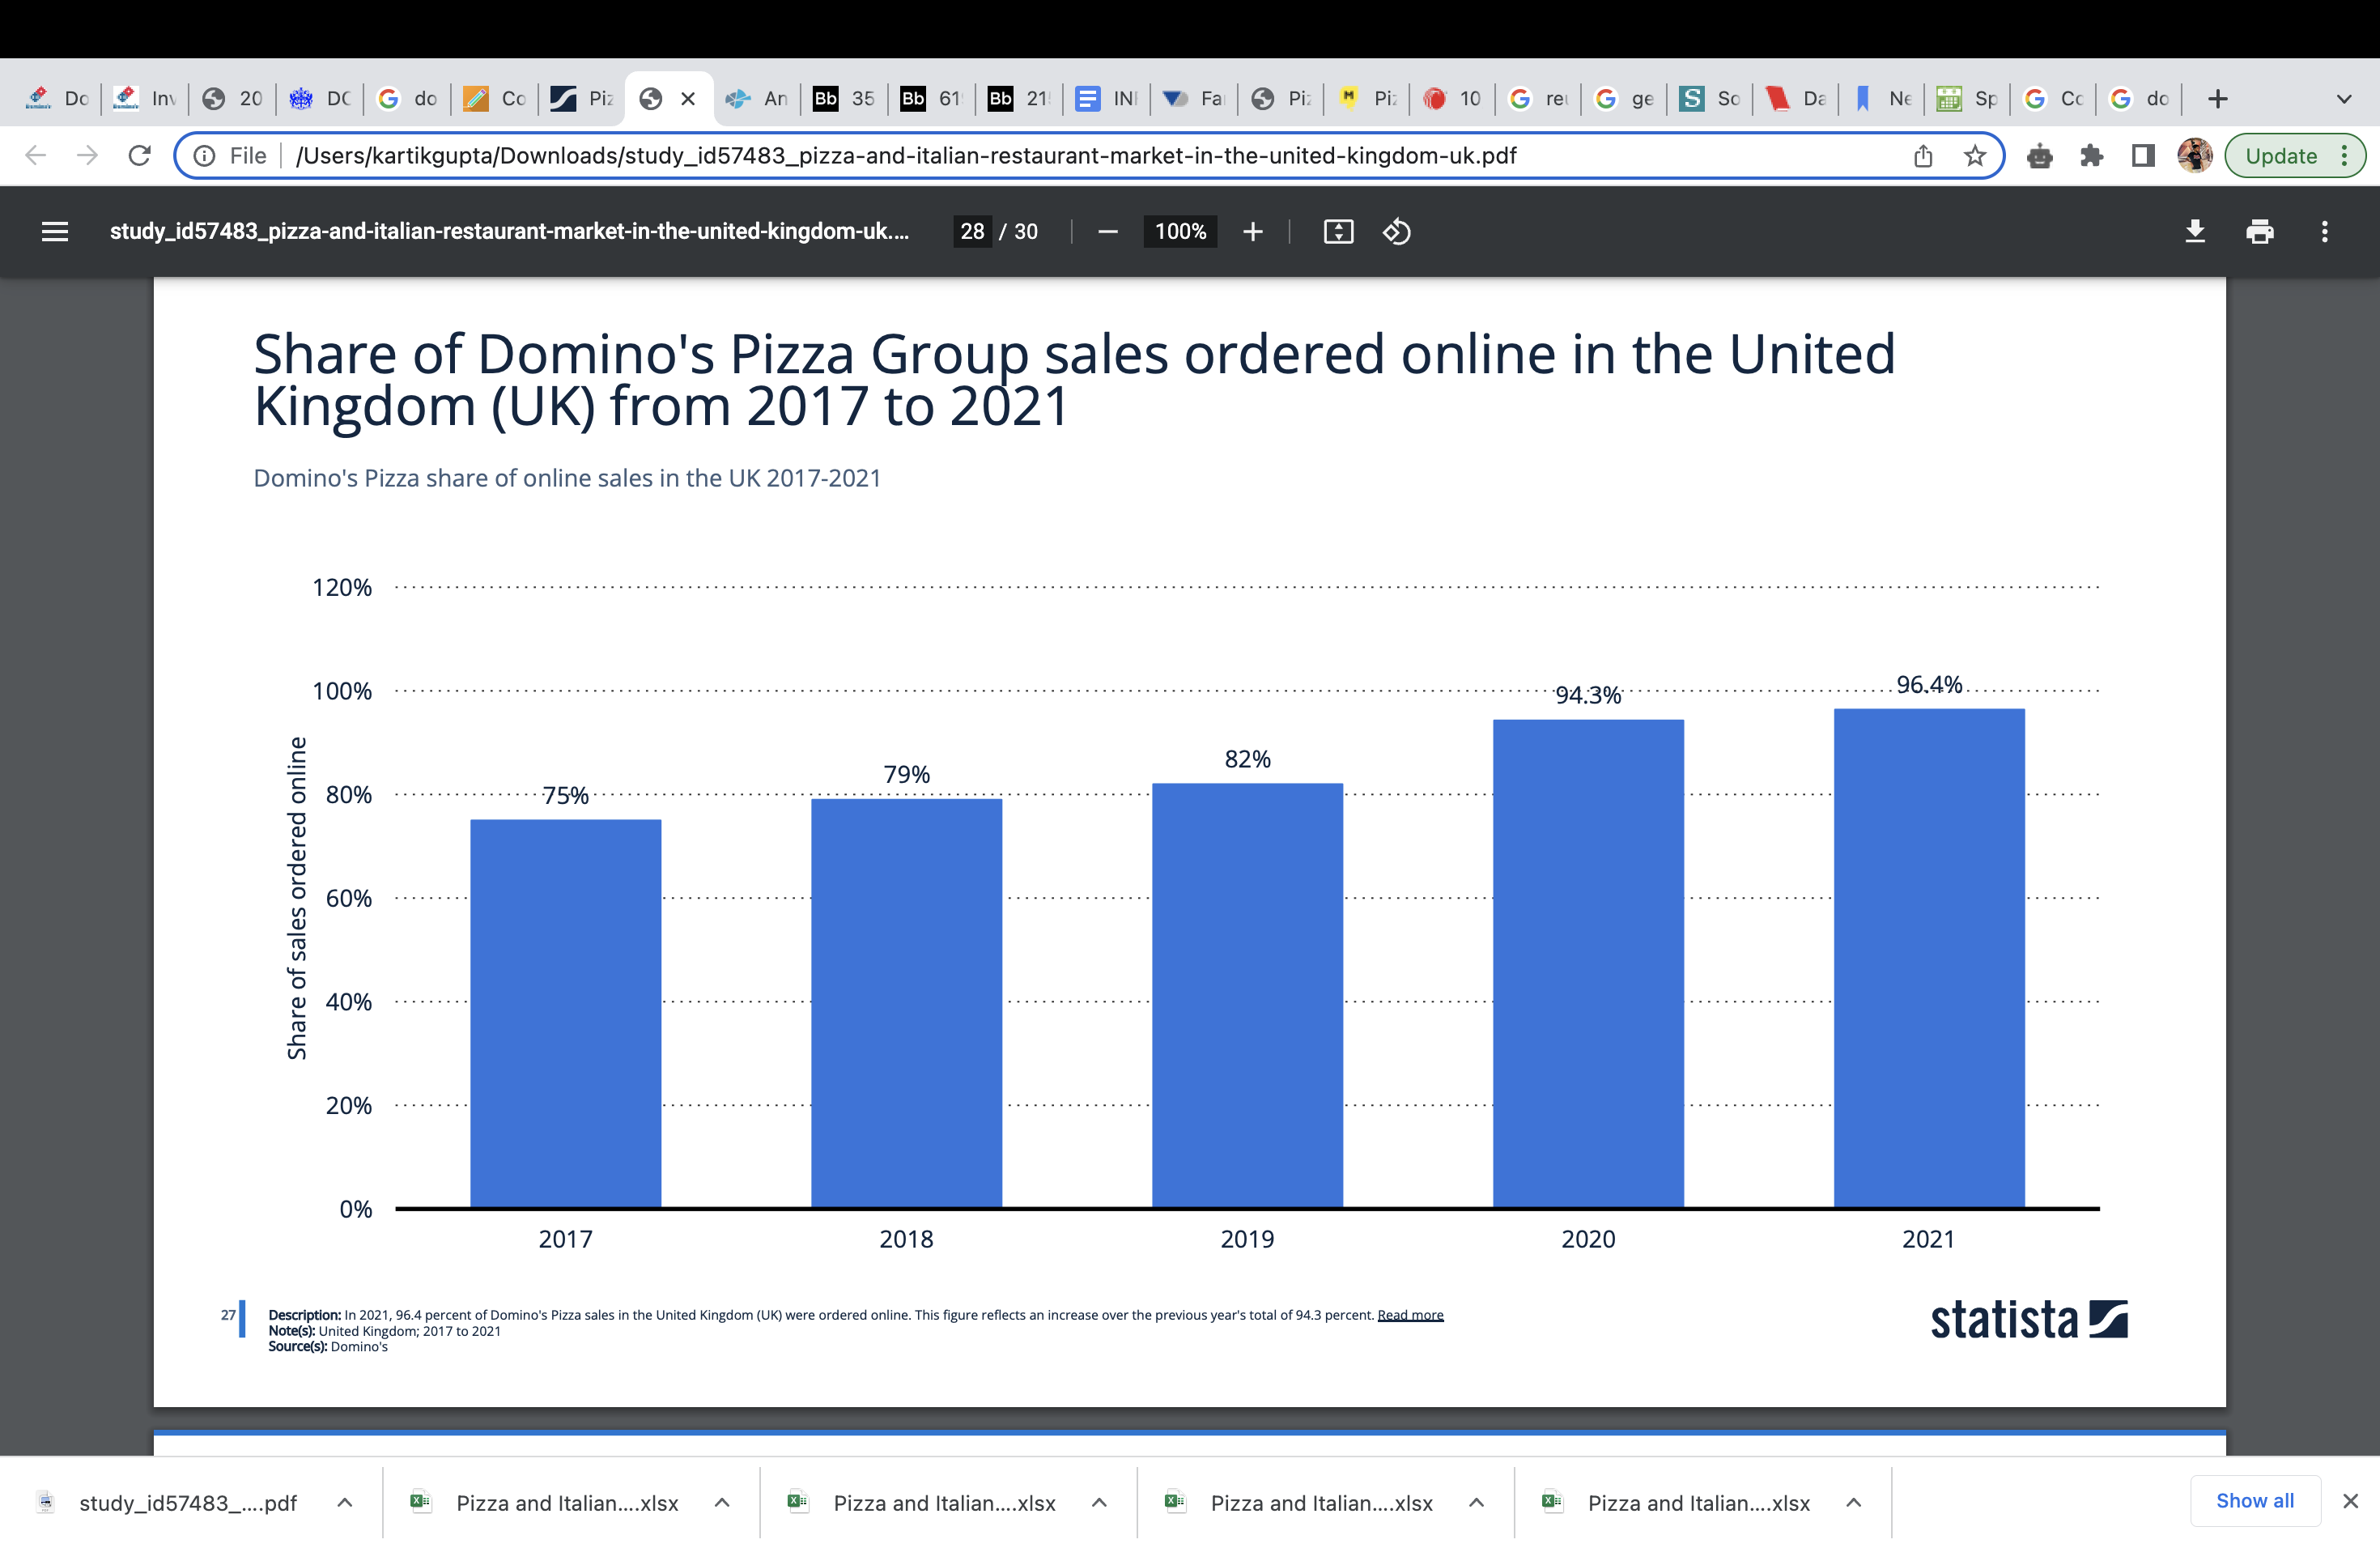 Do
Inv
20
DC
do
Co
Piz
An
Bb 35
Bb 61
Bb 21
INI
Fa
Piz
M Piz
10
re
ge
S So
Da
Ne
Sp
Cc
do
File /Users/kartikgupta/Downloads/study_id57483_pizza-and-italian-restaurant-market-in-the-united-kingdom-uk.pdf
Update
study_id57483_pizza-and-italian-restaurant-market-in-the-united-kingdom-uk....
28 / 30
100%
Share of Domino's Pizza Group sales ordered online in the United
Kingdom (UK) from 2017 to 2021
Domino's Pizza share of online sales in the UK 2017-2021
Share of sales ordered online
120%
100%
80%
60%
40%
20%
0%
75%
79%
82%
94.3%
96.4%
2017
2018
2019
2020
2021
27
Description: In 2021, 96.4 percent of Domino's Pizza sales in the United Kingdom (UK) were ordered online. This figure reflects an increase over the previous year's total of 94.3 percent. Read more
Note(s): United Kingdom; 2017 to 2021
Source(s): Domino's
statista
study_id57483_....pdf
Pizza and Italian....xlsx
Pizza and Italian....xlsx
Pizza and Italian....xlsx
Pizza and Italian....xlsx
Show all